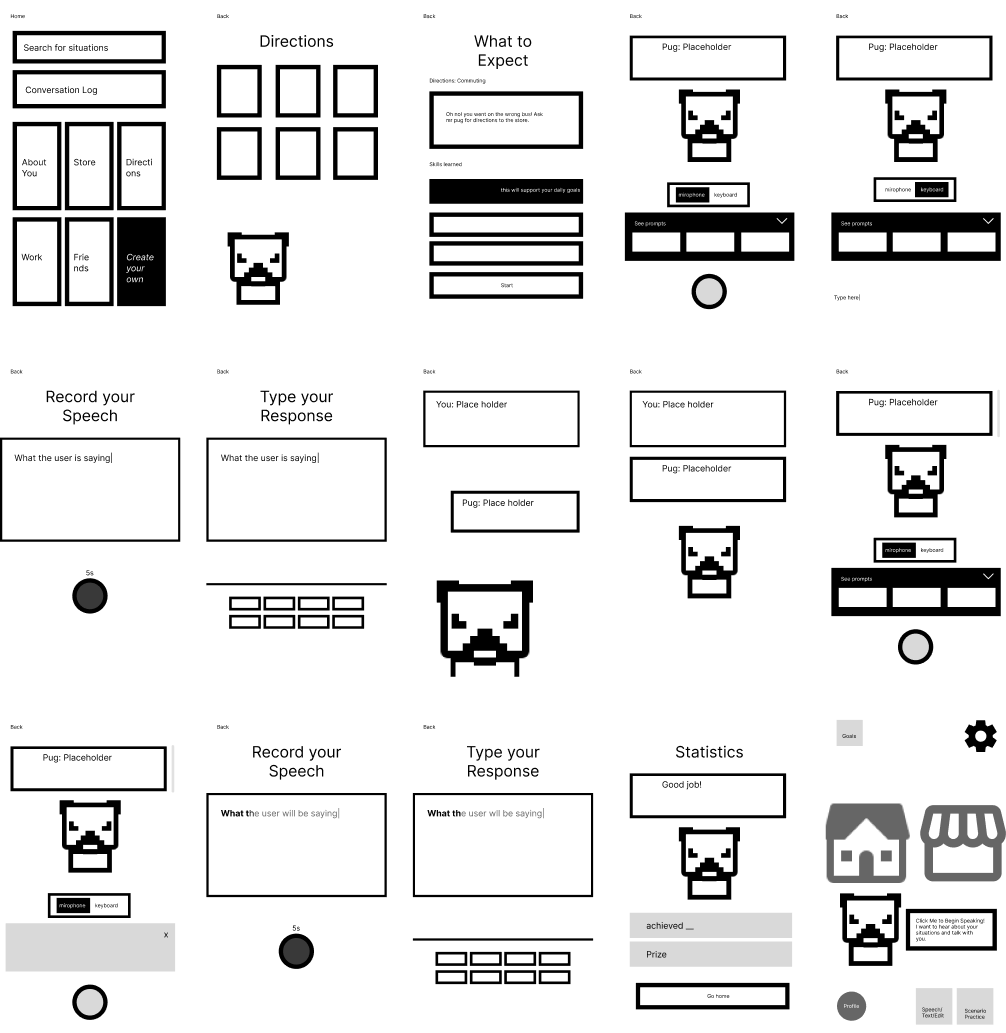 Home
Search for situations
Conversation Log
About
You
Store
Directi
ons
Work
Frie
nds
Create
your
own
Back
Directions
Back
What to
Expect
Directions: Commuting
Oh no! you went on the wrong bus! Ask
mr pug for directions to the store.
Skills learned
this will support your daily goals
Start
Back
Pug: Placeholder
mirophone
keyboard
See prompts
Back
Pug: Placeholder
mirophone
keyboard
See prompts
Type here|
Back
Record your
Speech
What the user is saying|
5s
Back
Type your
Response
What the user is saying|
Back
You: Place holder
Pug: Place holder
Back
You: Place holder
Pug: Placeholder
Back
Pug: Placeholder
mirophone
keyboard
See prompts
Back
Pug: Placeholder
mirophone
keyboard
X
Back
Record your
Speech
What the user will be saying|
5s
Back
Type your
Response
What the user will be saying|
Statistics
Good job!
achieved __
Prize
Go home
Goals
Click Me to Begin Speaking!
I want to hear about your
situations and talk with
you.
Profile
Speech/
Text/Edit
Scenario
Practice